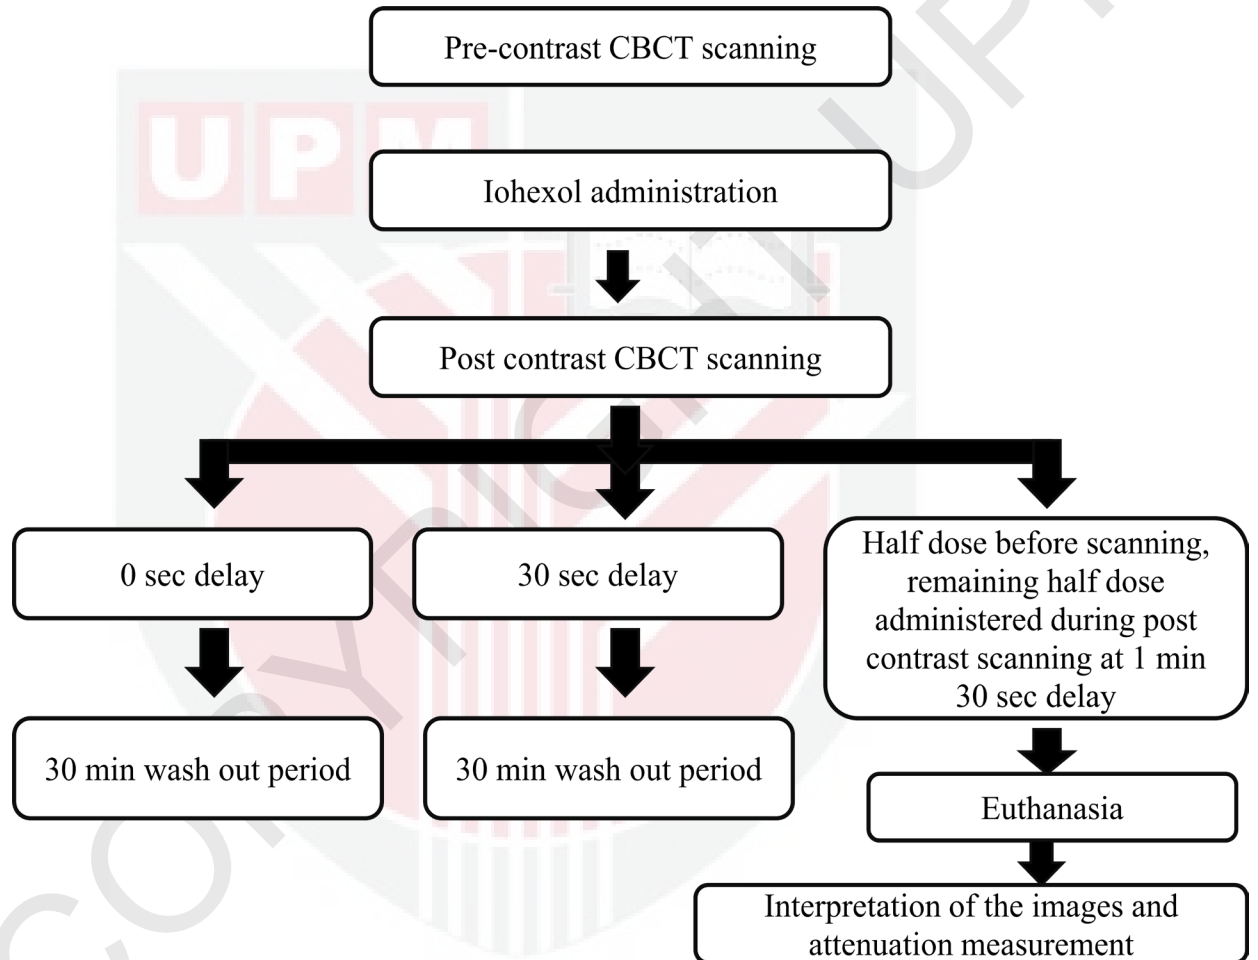 Pre-contrast CBCT scanning
UPM
Iohexol administration
Post contrast CBCT scanning
0 sec delay
30 sec delay
Half dose before scanning,
remaining half dose
administered during post
contrast scanning at 1 min
30 sec delay
30 min wash out period
30 min wash out period
Euthanasia
Interpretation of the images and
attenuation measurement
COPYRIGHT UPM